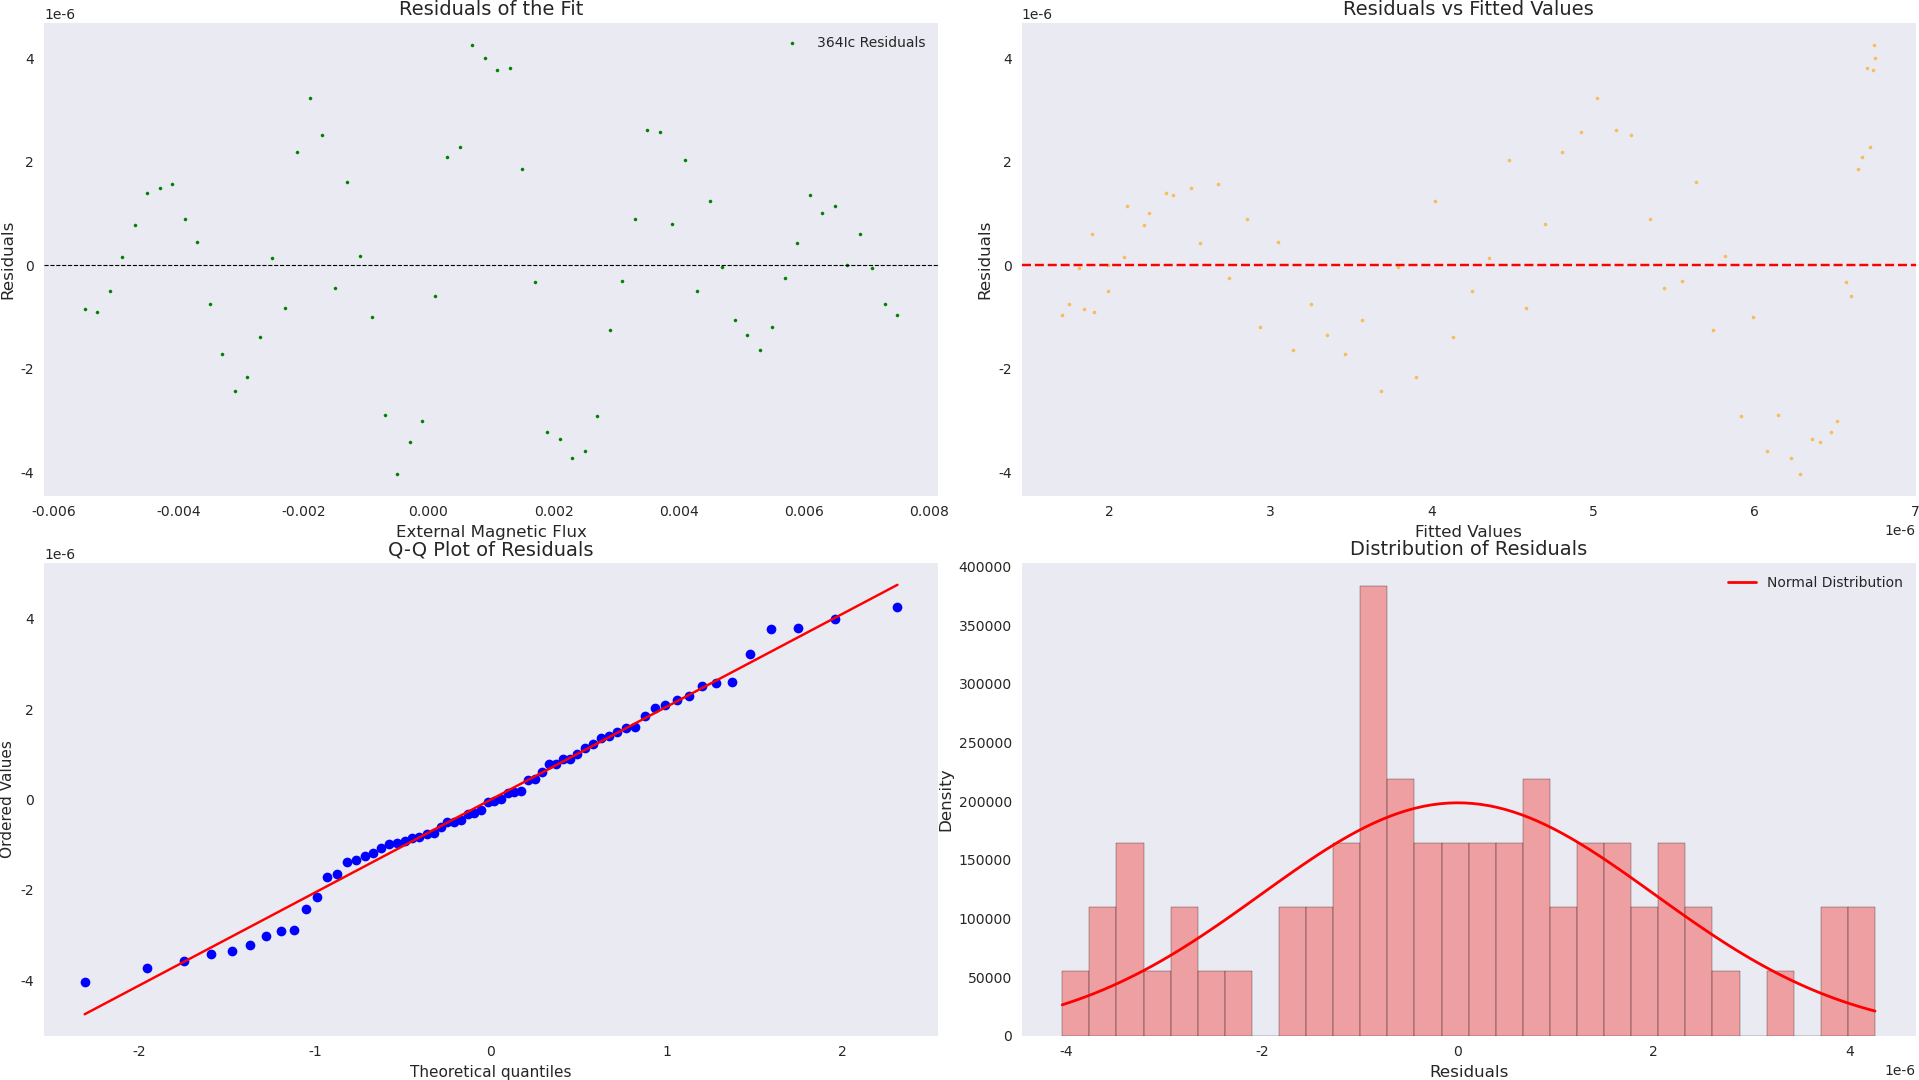 Residuals of the Fit
1e-6
364Ic Residuals
4
2
0
-2
-4
Residuals
-0.006 -0.004 -0.002 0.000 0.002 0.004 0.006 0.008
External Magnetic Flux
Residuals vs Fitted Values
1e-6
4
2
0
-2
-4
Residuals
2 3 4 5 6 7
1e-6
Fitted Values
Q-Q Plot of Residuals
1e-6
4
2
0
-2
-4
Ordered Values
-2 -1 0 1 2
Theoretical quantiles
Distribution of Residuals
Normal Distribution
400000
350000
300000
250000
200000
150000
100000
50000
0
Density
-4 -2 0 2 4
1e-6
Residuals